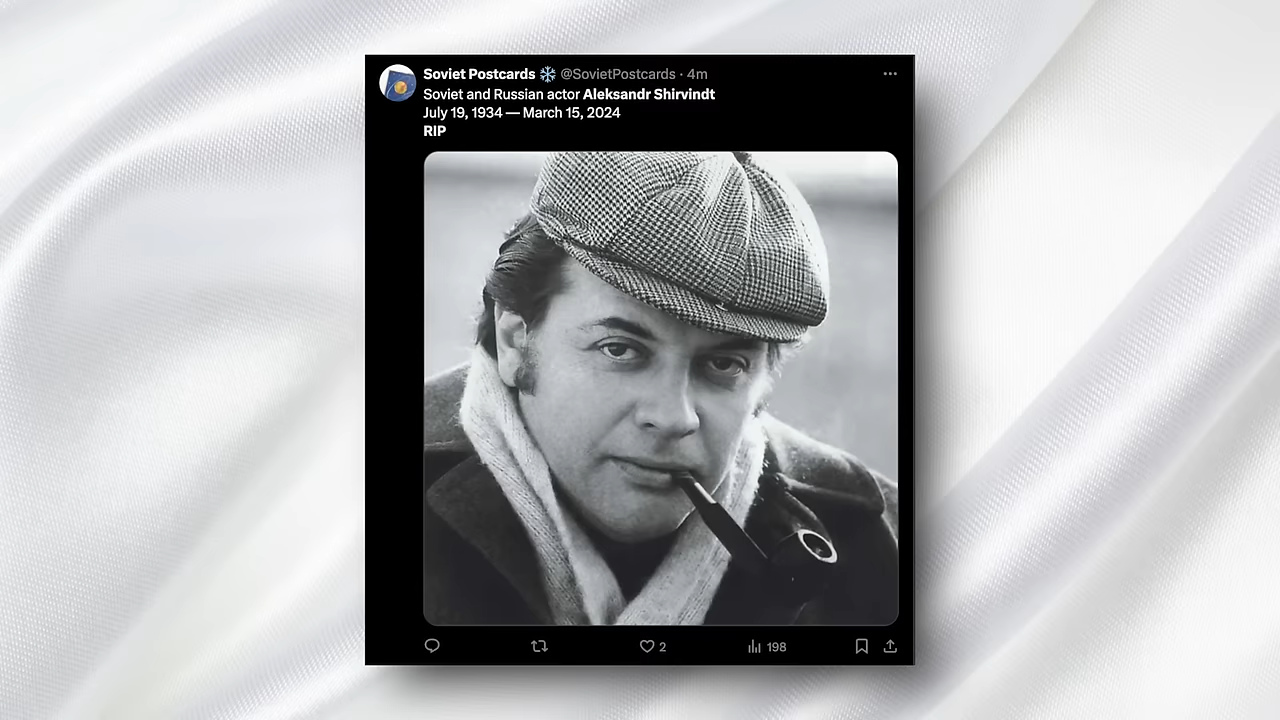 Soviet Postcards ❄️ @SovietPostcards · 4m
Soviet and Russian actor Aleksandr Shirvindt
July 19, 1934 — March 15, 2024
RIP
2 198